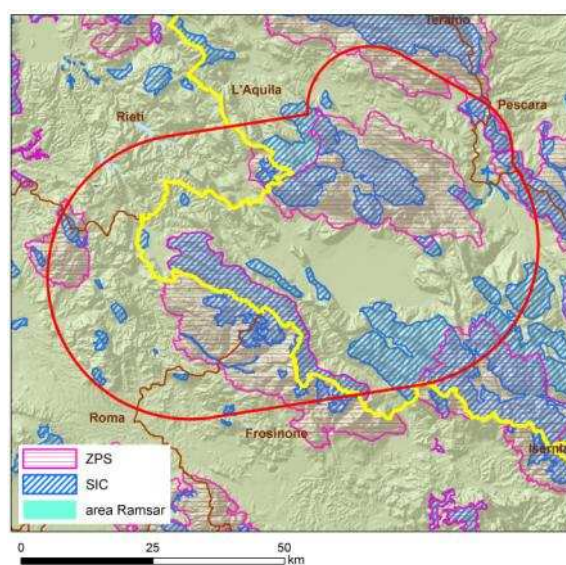 Teramo
L'Aquila
Rieti
Pescara
Roma
Frosinone
Isernia
ZPS
SIC
area Ramsar
0 25 50
km